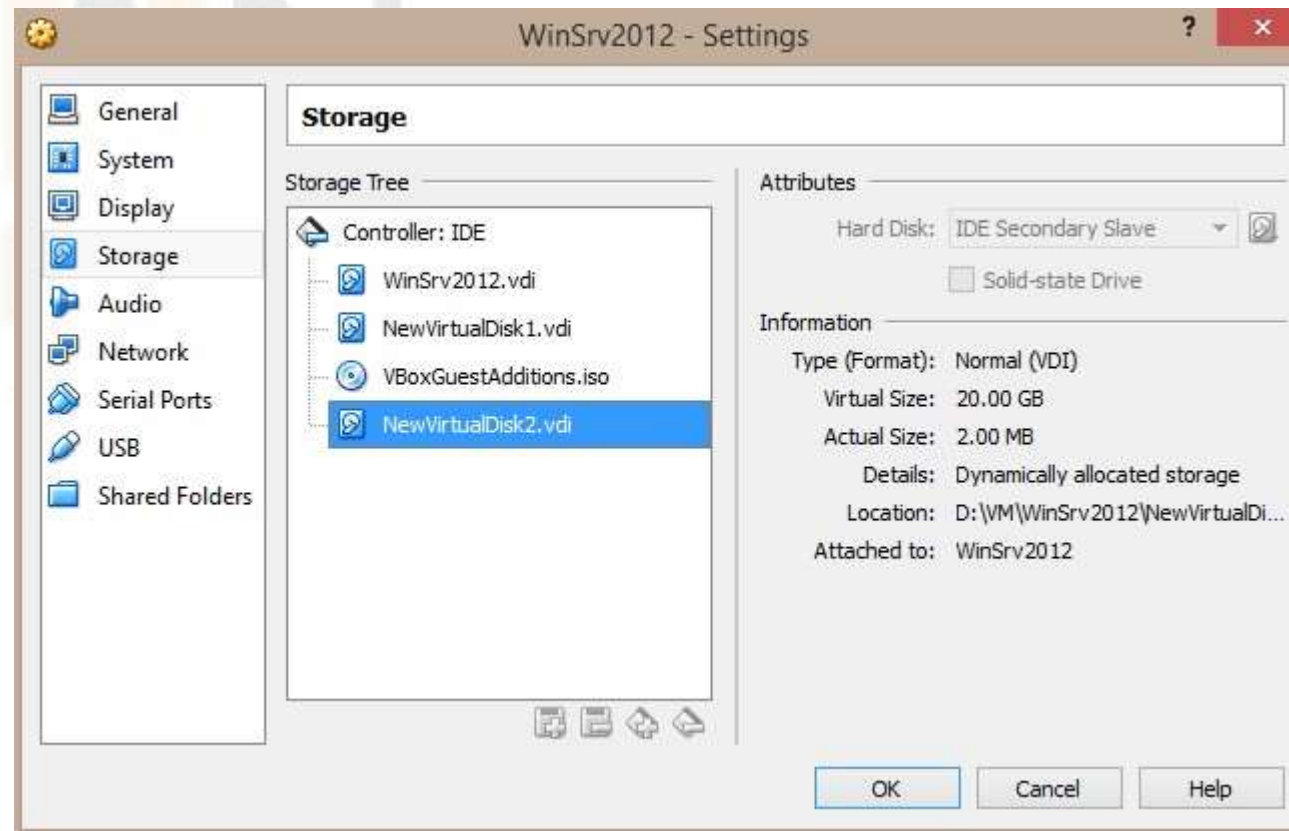 WinSrv2012 - Settings
?
x
General
System
Display
Storage
Audio
Network
Serial Ports
USB
Shared Folders
Storage
Storage Tree
Controller: IDE
WinSrv2012.vdi
NewVirtualDisk1.vdi
VBoxGuestAdditions.iso
NewVirtualDisk2.vdi
Attributes
Hard Disk: IDE Secondary Slave
Solid-state Drive
Information
Type (Format): Normal (VDI)
Virtual Size: 20.00 GB
Actual Size: 2.00 MB
Details: Dynamically allocated storage
Location: D:\VM\WinSrv2012\NewVirtualDi...
Attached to: WinSrv2012
OK Cancel Help